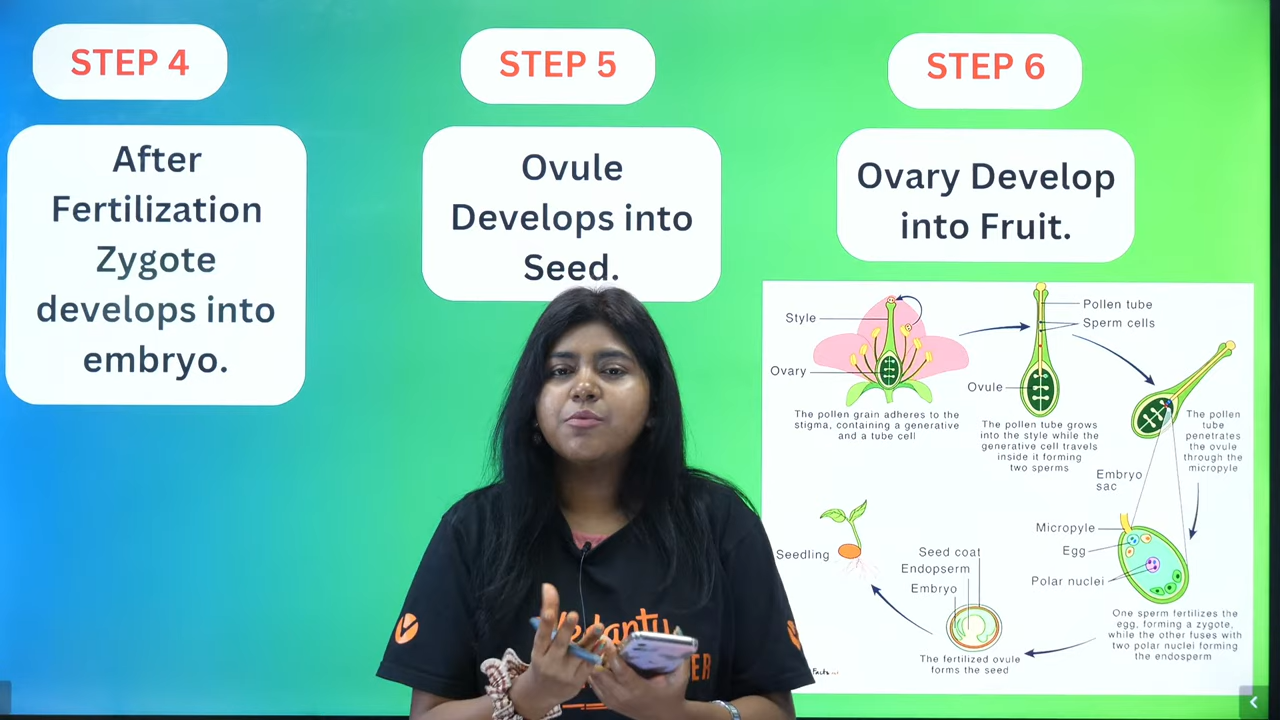 STEP 4
After
Fertilization
Zygote
develops into
embryo.
STEP 5
Ovule
Develops into
Seed.
STEP 6
Ovary Develop
into Fruit.
Style
Ovary
The pollen grain adheres to the
stigma, containing a generative
and a tube cell
Pollen tube
Sperm cells
Ovule
The pollen tube grows
into the style while the
generative cell travels
inside it forming
two sperms
The pollen
tube
penetrates
the ovule
through the
micropyle
Embryo
sac
Micropyle
Egg
Polar nuclei
One sperm fertilizes the
egg, forming a zygote,
while the other fuses with
two polar nuclei forming
the endosperm
Seed coat
Endopserm
Embryo
The fertilized ovule
forms the seed
Seedling
Vedantu